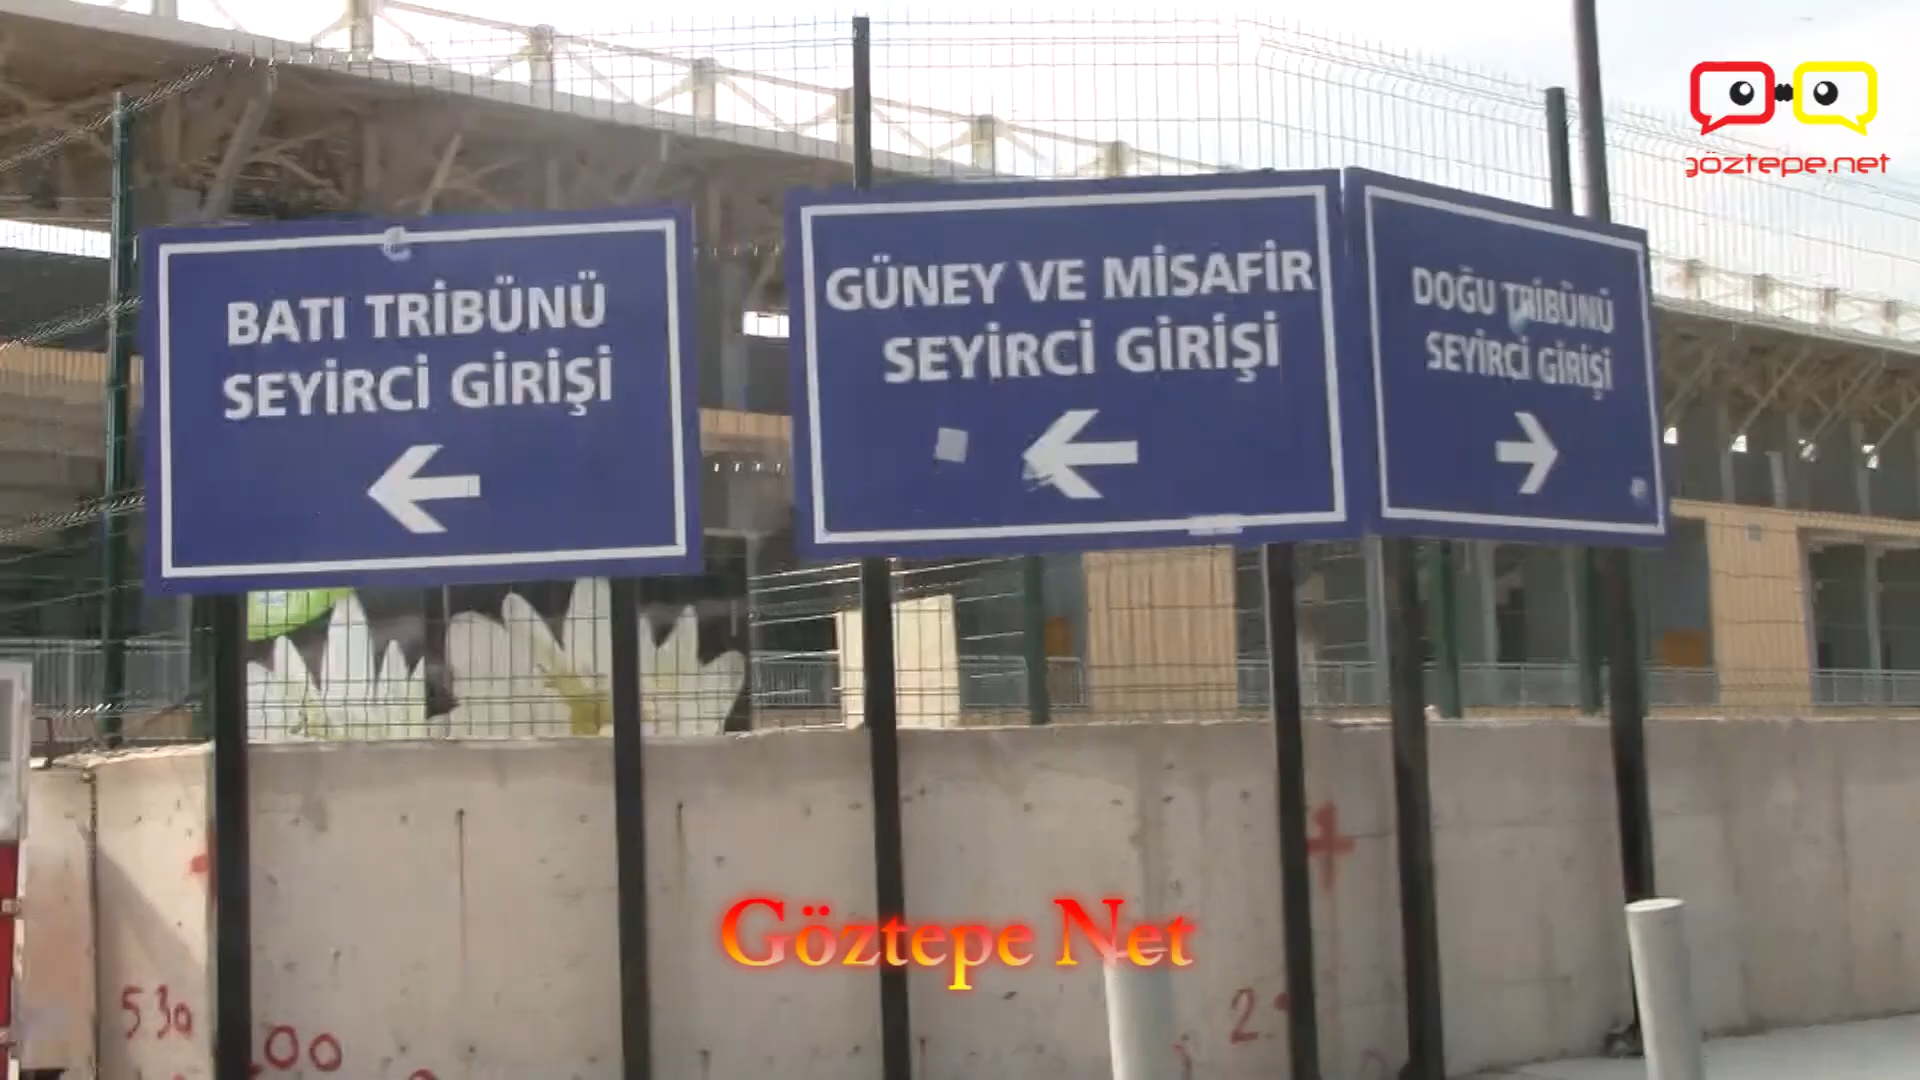 göztepe.net
BATI TRİBÜNÜ
SEYİRCİ GİRİŞİ
GÜNEY VE MİSAFİR
SEYİRCİ GİRİŞİ
DOĞU TRİBÜNÜ
SEYİRCİ GİRİŞİ
Göztepe Net
530